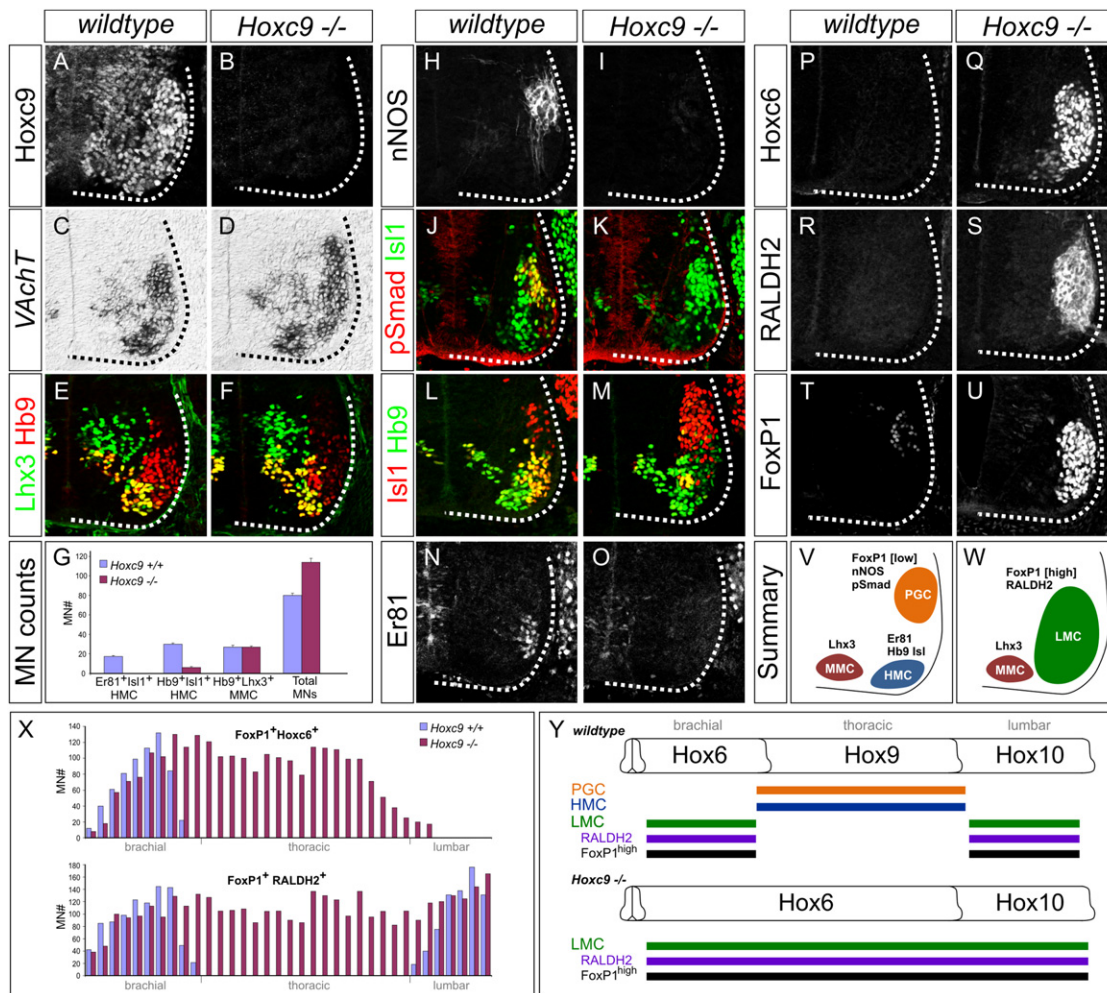 wildtype Hoxc9 -/- wildtype Hoxc9 -/- wildtype Hoxc9 -/-
Hoxc9 A B nNOS H I Hoxc6 P Q
VAchT C D pSmad Isl1 J K RALDH2 R S
Lhx3 Hb9 E F Isl1 Hb9 L M FoxP1 T U
MN counts
G
Hoxc9 +/+
Hoxc9 -/-
MN#
120
100
80
60
40
20
0
Er81+Isl1+ HMC
Hb9+Isl1+ HMC
Hb9+Lhx3+ MMC
Total MNs
Er81 N O
Summary
V
FoxP1 [low]
nNOS
pSmad
PGC
Lhx3
MMC
Er81
Hb9 Isl
HMC
W
FoxP1 [high]
RALDH2
LMC
Lhx3
MMC
X
FoxP1+Hoxc6+
Hoxc9 +/+
Hoxc9 -/-
MN#
140
120
100
80
60
40
20
0
brachial thoracic lumbar
FoxP1+ RALDH2+
MN#
180
160
140
120
100
80
60
40
20
0
brachial thoracic lumbar
Y
wildtype
brachial thoracic lumbar
Hox6 Hox9 Hox10
PGC
HMC
LMC
RALDH2
FoxP1high
Hoxc9 -/-
Hox6 Hox10
LMC
RALDH2
FoxP1high